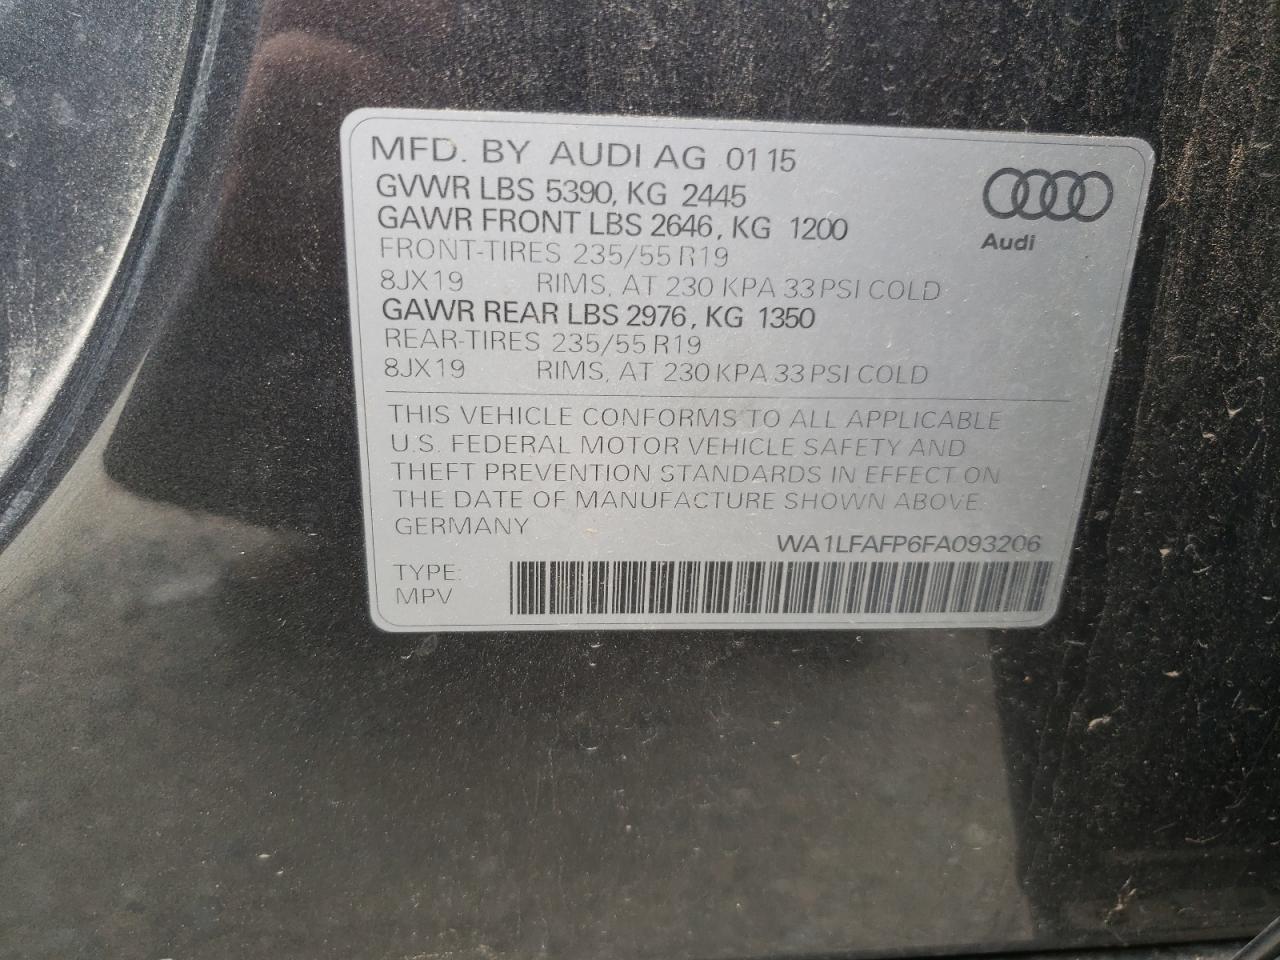 MFD. BY AUDI AG 01 15
GVWR LBS 5390, KG 2445
GAWR FRONT LBS 2646, KG 1200
FRONT-TIRES 235/55 R19
8JX19 RIMS, AT 230 KPA 33 PSI COLD
GAWR REAR LBS 2976, KG 1350
REAR-TIRES 235/55 R19
8JX19 RIMS, AT 230 KPA 33 PSI COLD
Audi
THIS VEHICLE CONFORMS TO ALL APPLICABLE
U.S. FEDERAL MOTOR VEHICLE SAFETY AND
THEFT PREVENTION STANDARDS IN EFFECT ON
THE DATE OF MANUFACTURE SHOWN ABOVE.
GERMANY
WA1LFAFP6FA093206
TYPE:
MPV